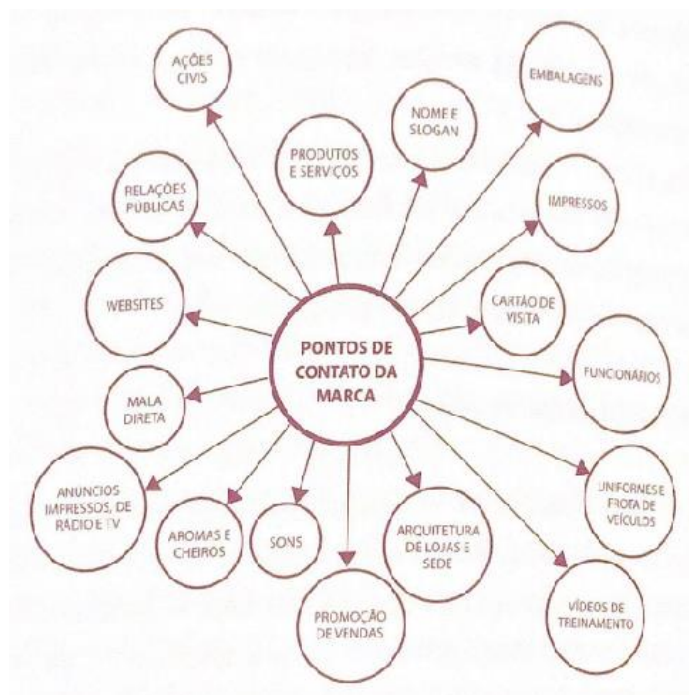 AÇÕES
CIVIS
EMBALAGENS
NOME E
SLOGAN
PRODUTOS
E SERVIÇOS
RELAÇÕES
PÚBLICAS
IMPRESSOS
WEBSITES
CARTÃO DE
VISITA
PONTOS DE
CONTATO DA
MARCA
FUNCIONÁRIOS
MALA
DIRETA
ANÚNCIOS
IMPRESSOS, DE
RÁDIO E TV
UNIFORMES E
FROTA DE
VEÍCULOS
AROMAS E
CHEIROS
SONS
ARQUITETURA
DE LOJAS E
SEDE
PROMOÇÃO
DE VENDAS
VÍDEOS DE
TREINAMENTO